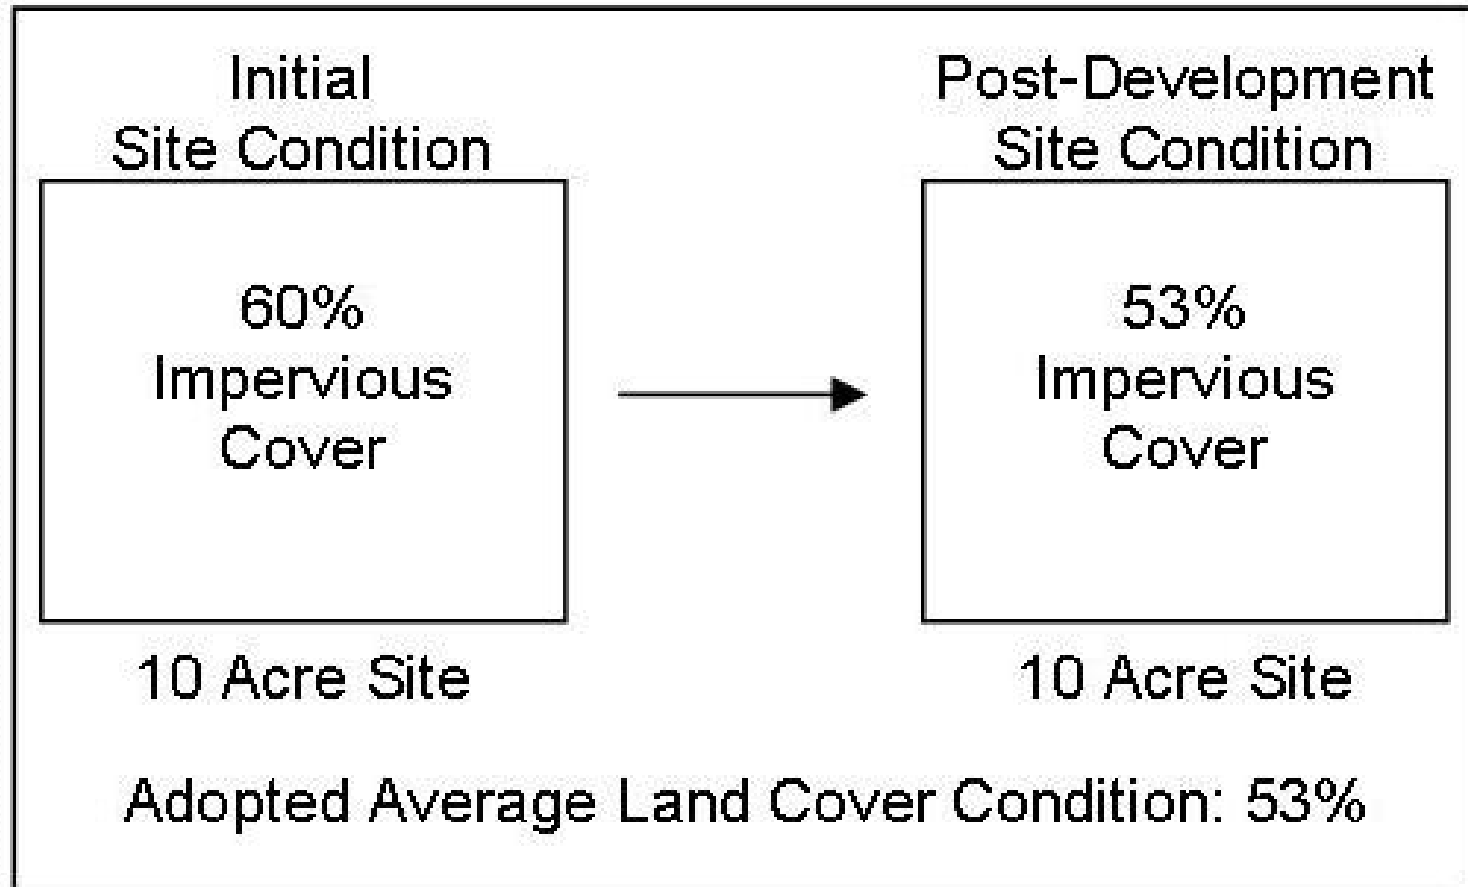 Initial
Site Condition
60%
Impervious
Cover
10 Acre Site
Post-Development
Site Condition
53%
Impervious
Cover
10 Acre Site
Adopted Average Land Cover Condition: 53%